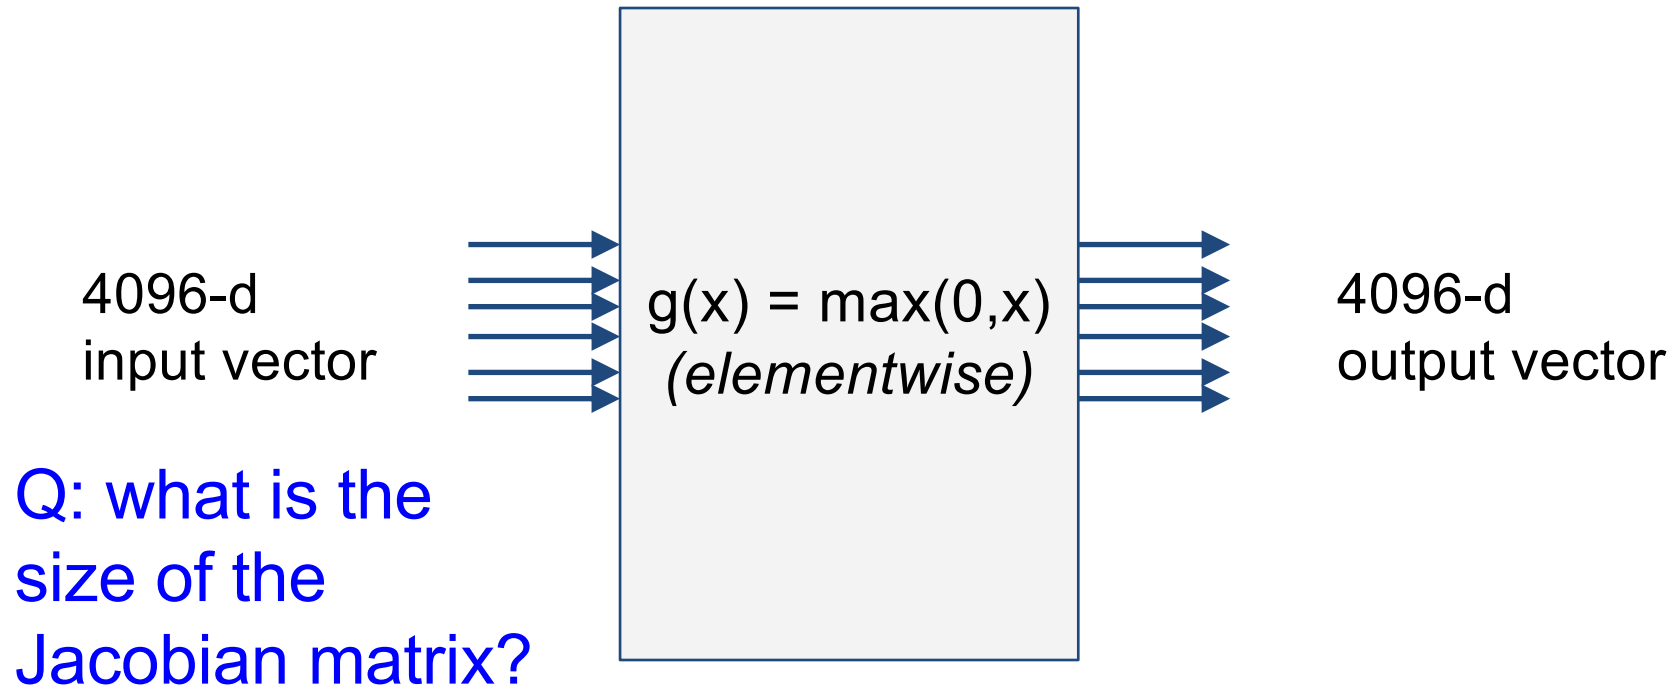 4096-d
input vector
g(x) = max(0,x)
(elementwise)
4096-d
output vector
Q: what is the
size of the
Jacobian matrix?